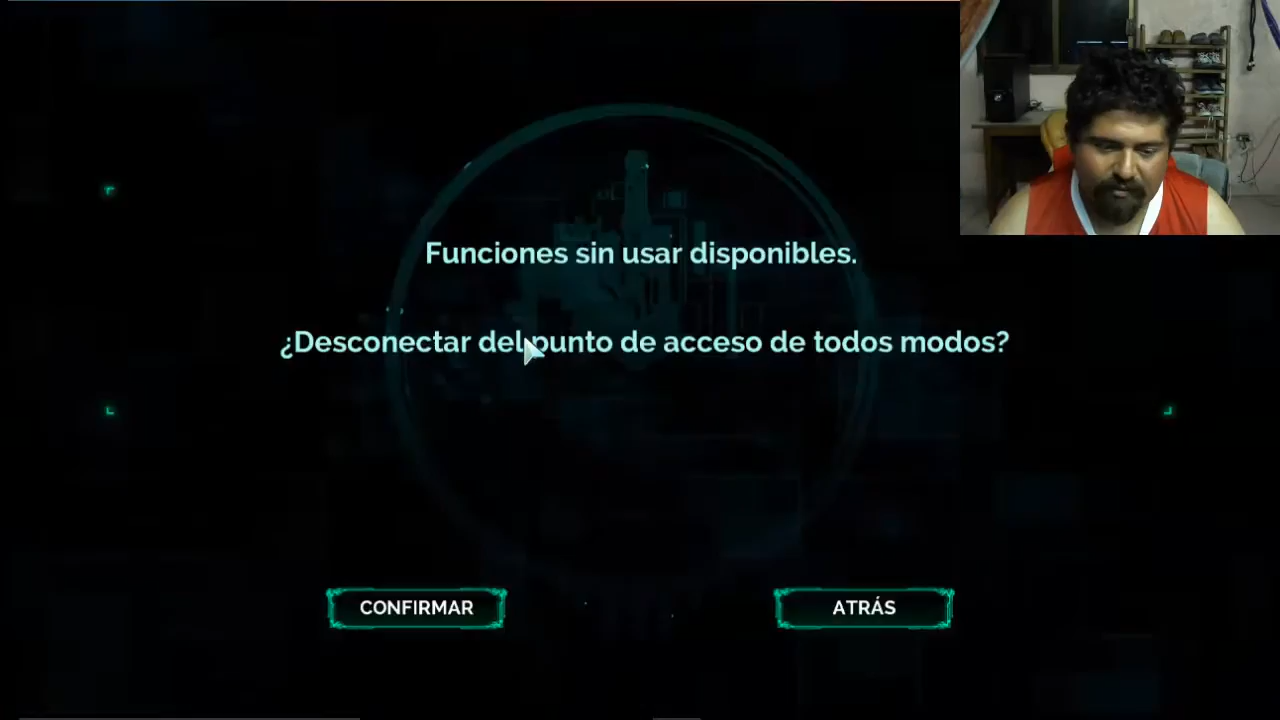 Funciones sin usar disponibles.
¿Desconectar del punto de acceso de todos modos?
CONFIRMAR
ATRÁS